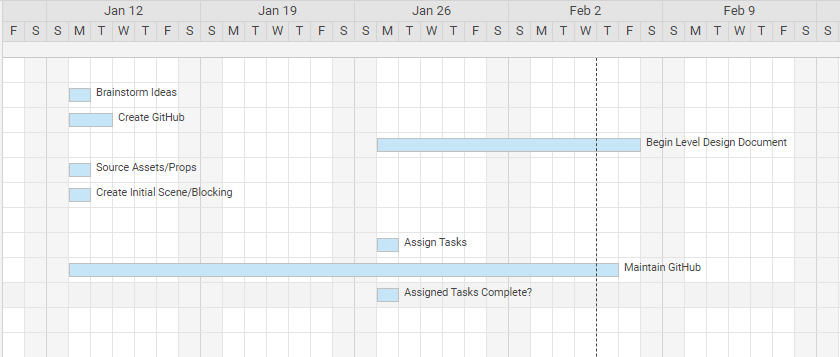 Jan 12 Jan 19 Jan 26 Feb 2 Feb 9
F S S M T W T F S S M T W T F S S M T W T F S S M T W T F S S M T W T F S S
Brainstorm Ideas
Create GitHub
Begin Level Design Document
Source Assets/Props
Create Initial Scene/Blocking
Assign Tasks
Maintain GitHub
Assigned Tasks Complete?